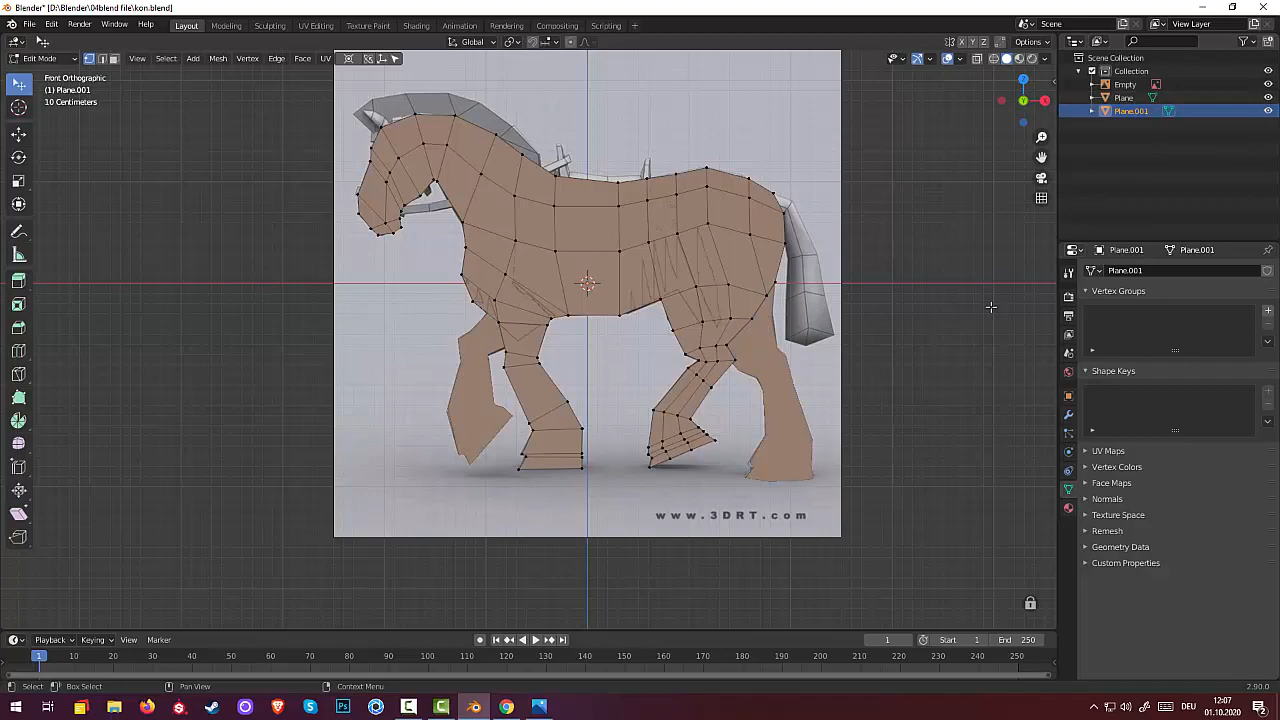 Blender* [D:\Blender\04blend file\kon.blend]
File Edit Render Window Help Layout Modeling Sculpting UV Editing Texture Paint Shading Animation Rendering Compositing Scripting + Scene View Layer
Global Options
Edit Mode View Select Add Mesh Vertex Edge Face UV X Y Z
Front Orthographic
(1) Plane.001
10 Centimeters
Scene Collection
Collection
Empty
Plane
Plane.001
Plane.001 Plane.001
Plane.001
Vertex Groups
Shape Keys
UV Maps
Vertex Colors
Face Maps
Normals
Texture Space
Remesh
Geometry Data
Custom Properties
www.3DRT.com
Playback Keying View Marker 1 Start 1 End 250
1 10 20 30 40 50 60 70 80 90 100 110 120 130 140 150 160 170 180 190 200 210 220 230 240 250
Select Box Select Pan View Context Menu 2.90.0
DEU 12:07
01.10.2020